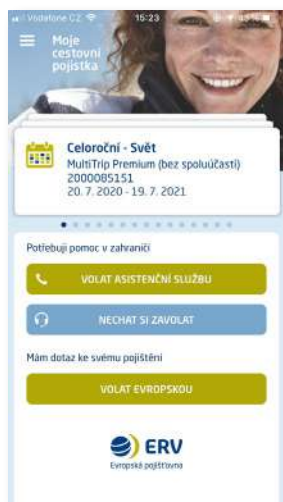 Vodafone CZ 15:23 43%
Moje
cestovní
pojistka
Celoroční - Svět
MultiTrip Premium (bez spoluúčasti)
2000085151
20. 7. 2020 - 19. 7. 2021
Potřebuji pomoc v zahraničí
VOLAT ASISTENČNÍ SLUŽBU
NECHAT SI ZAVOLAT
Mám dotaz ke svému pojištění
VOLAT EVROPSKOU
ERV
Evropská pojišťovna